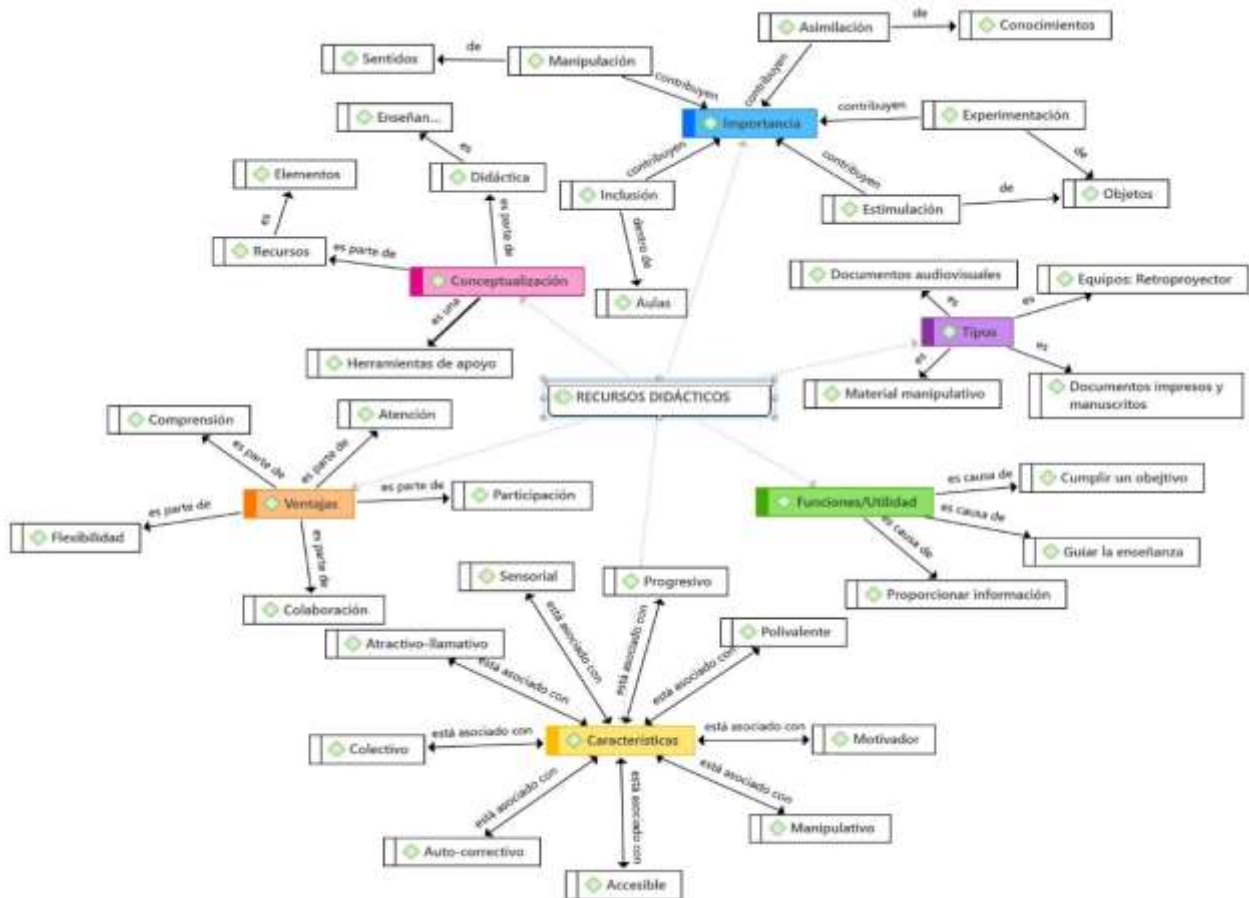 de
Asimilación
Conocimientos
de
Sentidos
Manipulación
contribuyen
contribuyen
Enseñan...
Importancia
contribuyen
Experimentación
es
contribuyen
contribuyen
de
Elementos
Didáctica
Inclusión
Estimulación
de
Objetos
es
es parte de
dentro de
Recursos
es parte de
Conceptualización
Documentos audiovisuales
Equipos: Retroproyector
es una
Aulas
es
es
Tipos
es
es
Herramientas de apoyo
Material manipulativo
Documentos impresos y
manuscritos
RECURSOS DIDÁCTICOS
Comprensión
Atención
es parte de
es parte de
Ventajas
es parte de
Participación
es parte de
Flexibilidad
es parte de
Colaboración
Funciones/Utilidad
es causa de
Cumplir un obejtivo
es causa de
Guiar la enseñanza
es causa de
Proporcionar información
Sensorial
Progresivo
Atractivo-llamativo
Polivalente
está asociado con
está asociado con
está asociado con
está asociado con
Colectivo
está asociado con
Características
está asociado con
Motivador
está asociado con
está asociado con
está asociado con
Auto-correctivo
Manipulativo
Accesible